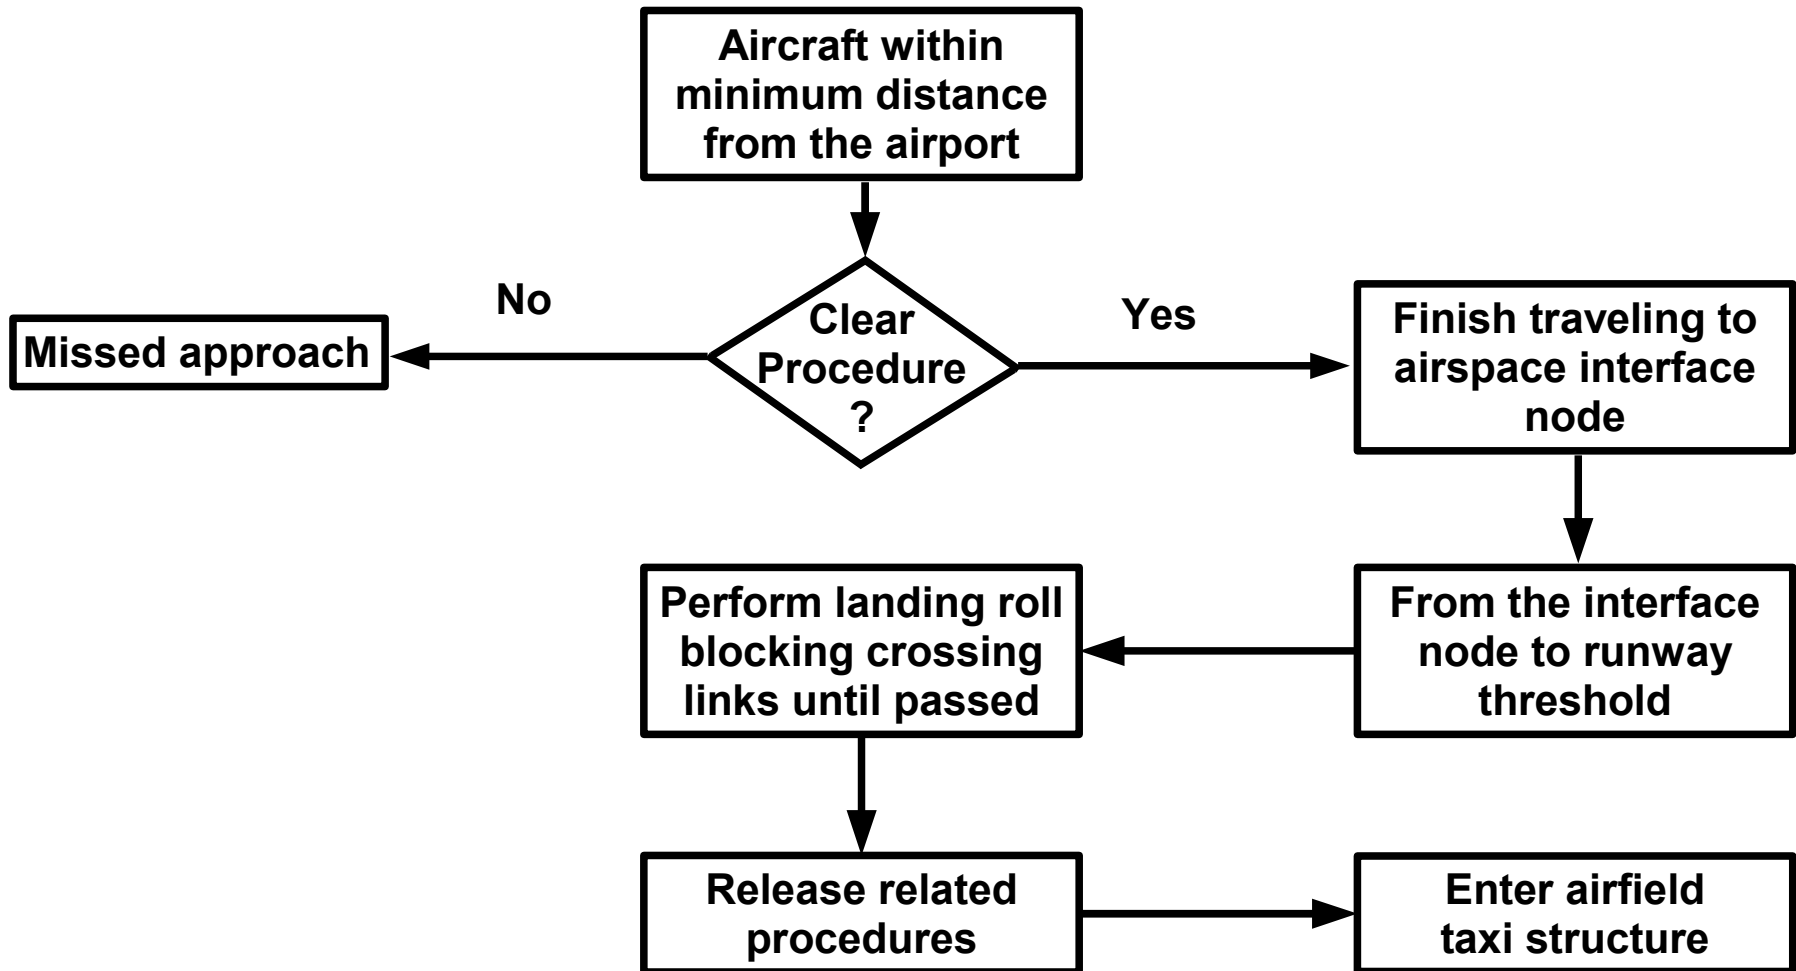 Aircraft within
minimum distance
from the airport
No
Yes
Missed approach
Clear
Procedure
?
Finish traveling to
airspace interface
node
From the interface
node to runway
threshold
Perform landing roll
blocking crossing
links until passed
Release related
procedures
Enter airfield
taxi structure